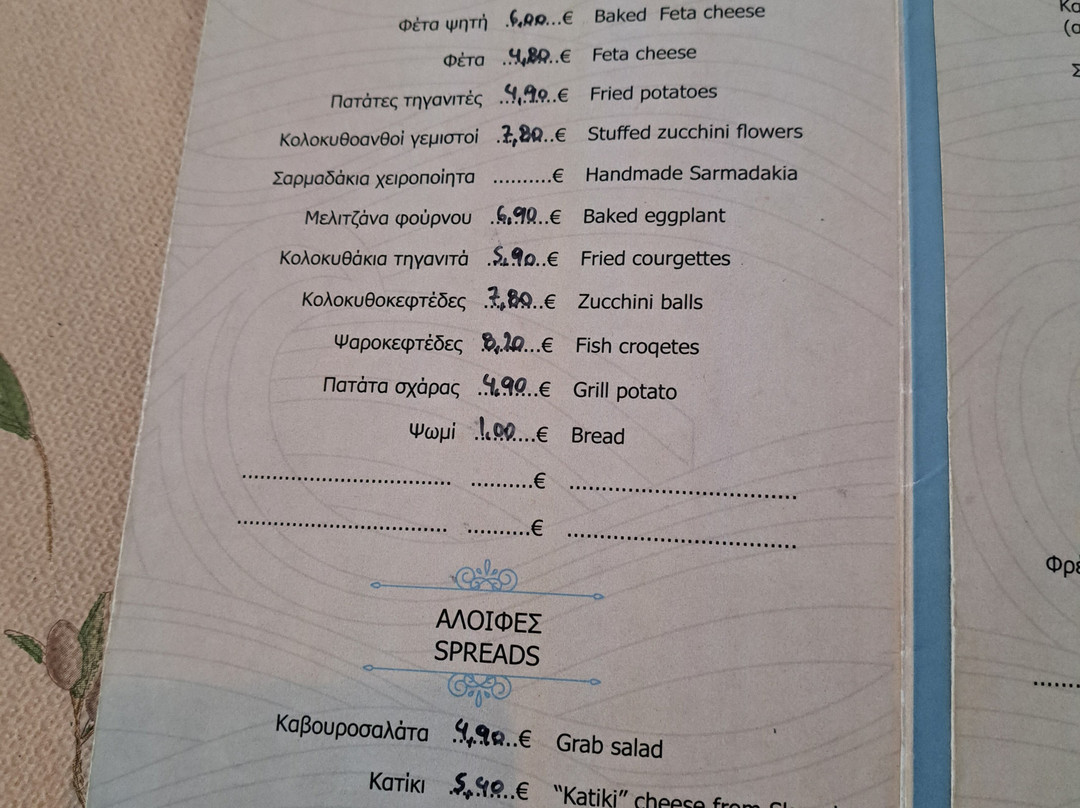 Φέτα ψητή 6,00 € Baked Feta cheese
Φέτα 4,80 € Feta cheese
Πατάτες τηγανιτές 4,90 € Fried potatoes
Κολοκυθοανθοί γεμιστοί 7,80 € Stuffed zucchini flowers
Σαρμαδάκια χειροποίητα ..........€ Handmade Sarmadakia
Μελιτζάνα φούρνου 6,90 € Baked eggplant
Κολοκυθάκια τηγανιτά 5,90 € Fried courgettes
Κολοκυθοκεφτέδες 7,80 € Zucchini balls
Ψαροκεφτέδες 8,20 € Fish croqetes
Πατάτα σχάρας 4,90 € Grill potato
Ψωμί 1,00 € Bread
€
€
ΑΛΟΙΦΕΣ
SPREADS
Καβουροσαλάτα 4,90 € Grab salad
Κατίκι 5,40 € "Katiki" cheese from